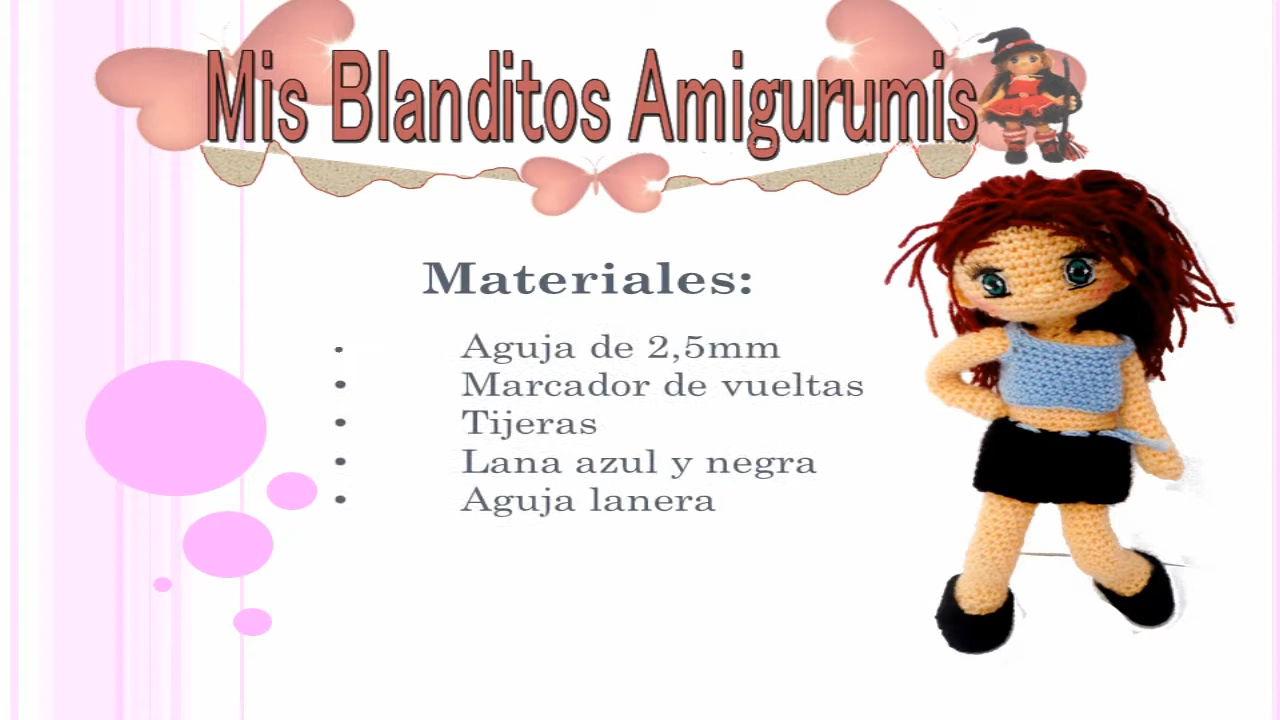 Mis Blanditos Amigurumis
Materiales:
• Aguja de 2,5mm
• Marcador de vueltas
• Tijeras
• Lana azul y negra
• Aguja lanera